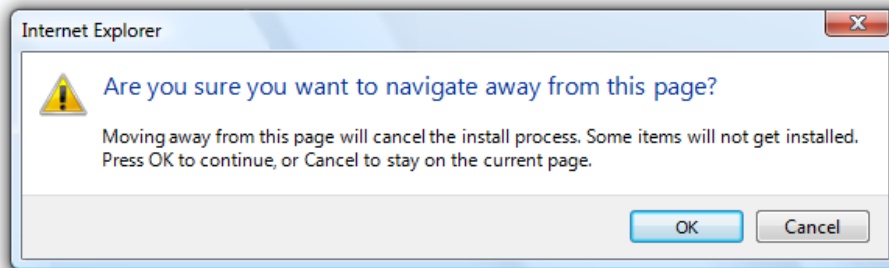 Internet Explorer
Are you sure you want to navigate away from this page?
Moving away from this page will cancel the install process. Some items will not get installed.
Press OK to continue, or Cancel to stay on the current page.
OK
Cancel